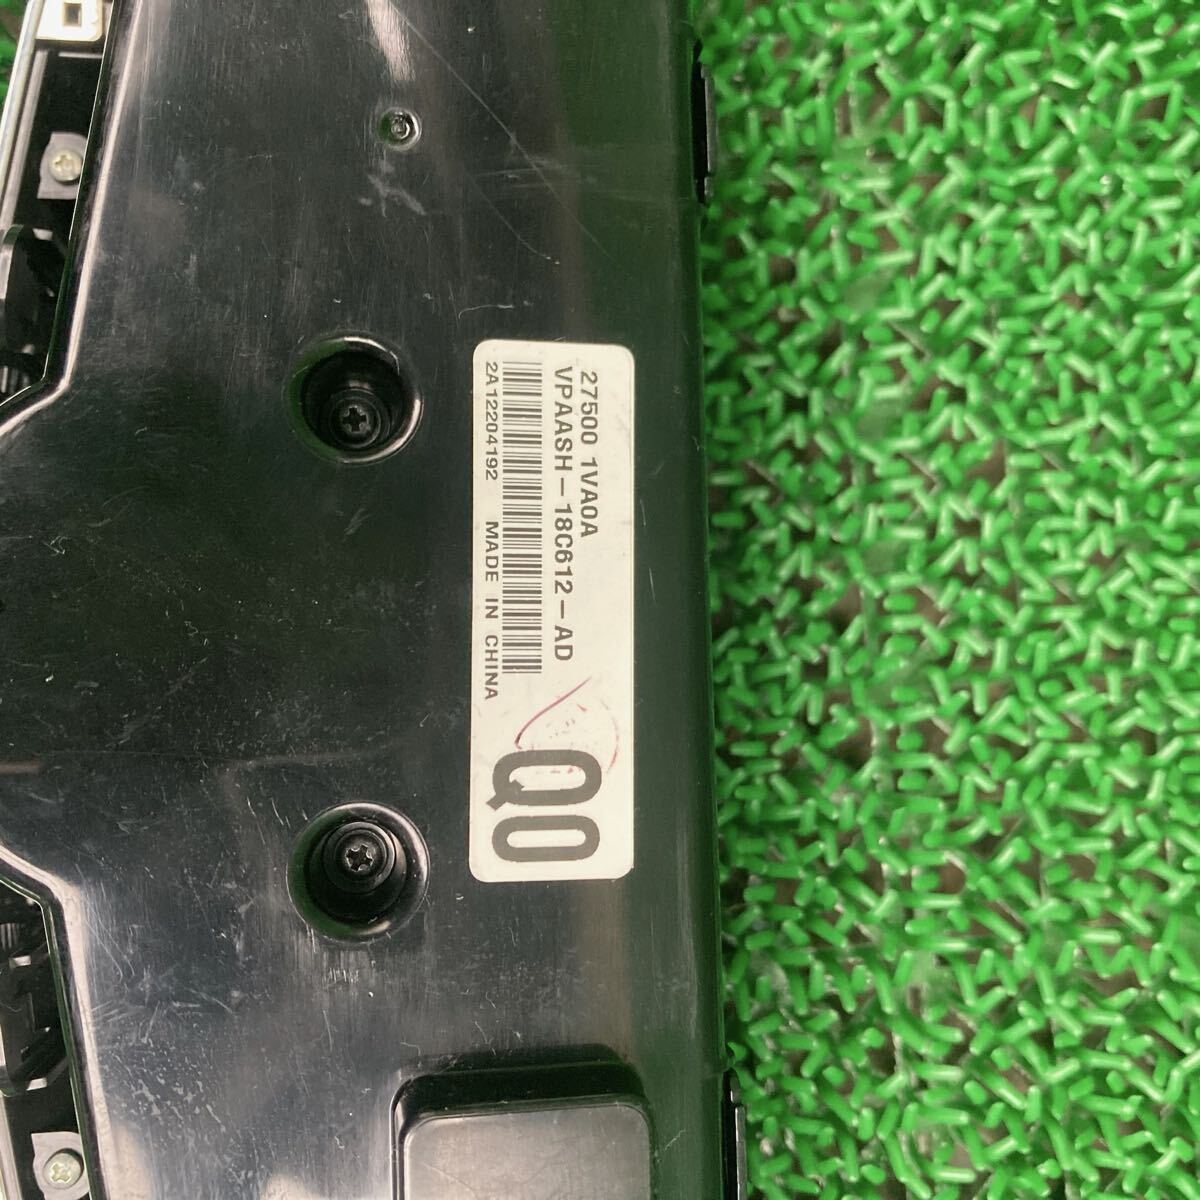 27500 1VA0A
VPAASH-18C612-AD
2A12204192 MADE IN CHINA
Q0